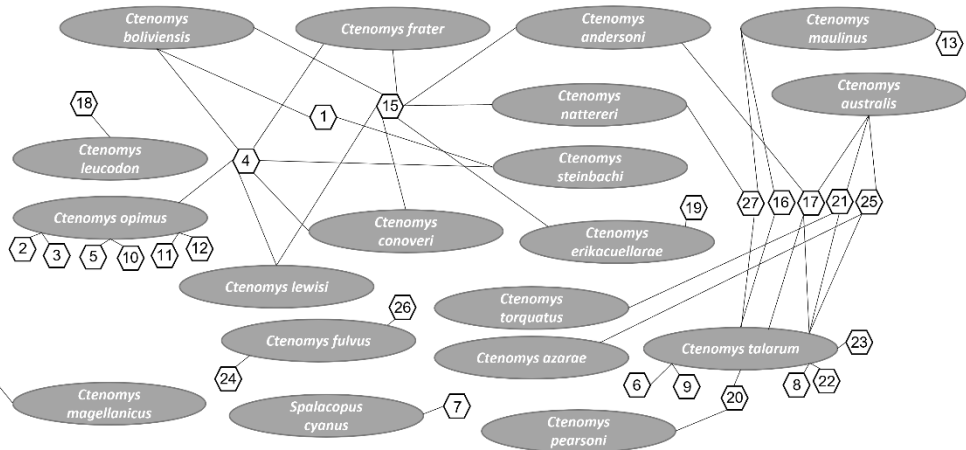 Ctenomys
boliviensis
Ctenomys frater
Ctenomys
andersoni
Ctenomys
maulinus
13
18
1
15
Ctenomys
nattereri
Ctenomys
australis
Ctenomys
leucodon
4
Ctenomys
steinbachi
Ctenomys opimus
2
3
5
10
11
12
Ctenomys
conoveri
19
Ctenomys
erikacuellarae
27
16
17
21
25
Ctenomys lewisi
26
Ctenomys
torquatus
Ctenomys fulvus
24
Ctenomys azarae
Ctenomys talarum
23
6
9
20
8
22
Ctenomys
magellanicus
Spalacopus
cyanus
7
Ctenomys
pearsoni